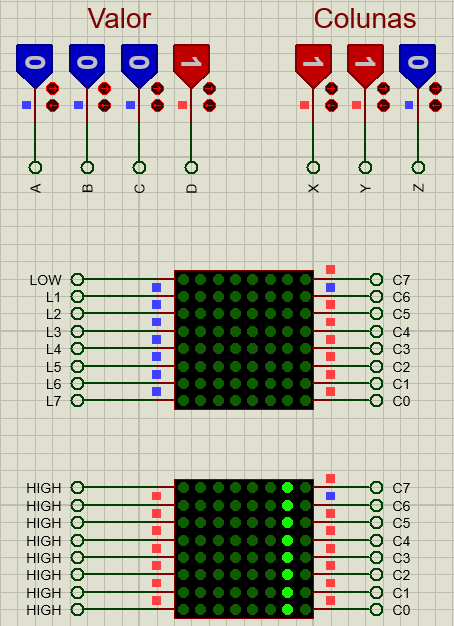 Valor Colunas
0 0 0 1 1 1 0
A B C D X Y Z
LOW C7
L1 C6
L2 C5
L3 C4
L4 C3
L5 C2
L6 C1
L7 C0
HIGH C7
HIGH C6
HIGH C5
HIGH C4
HIGH C3
HIGH C2
HIGH C1
HIGH C0